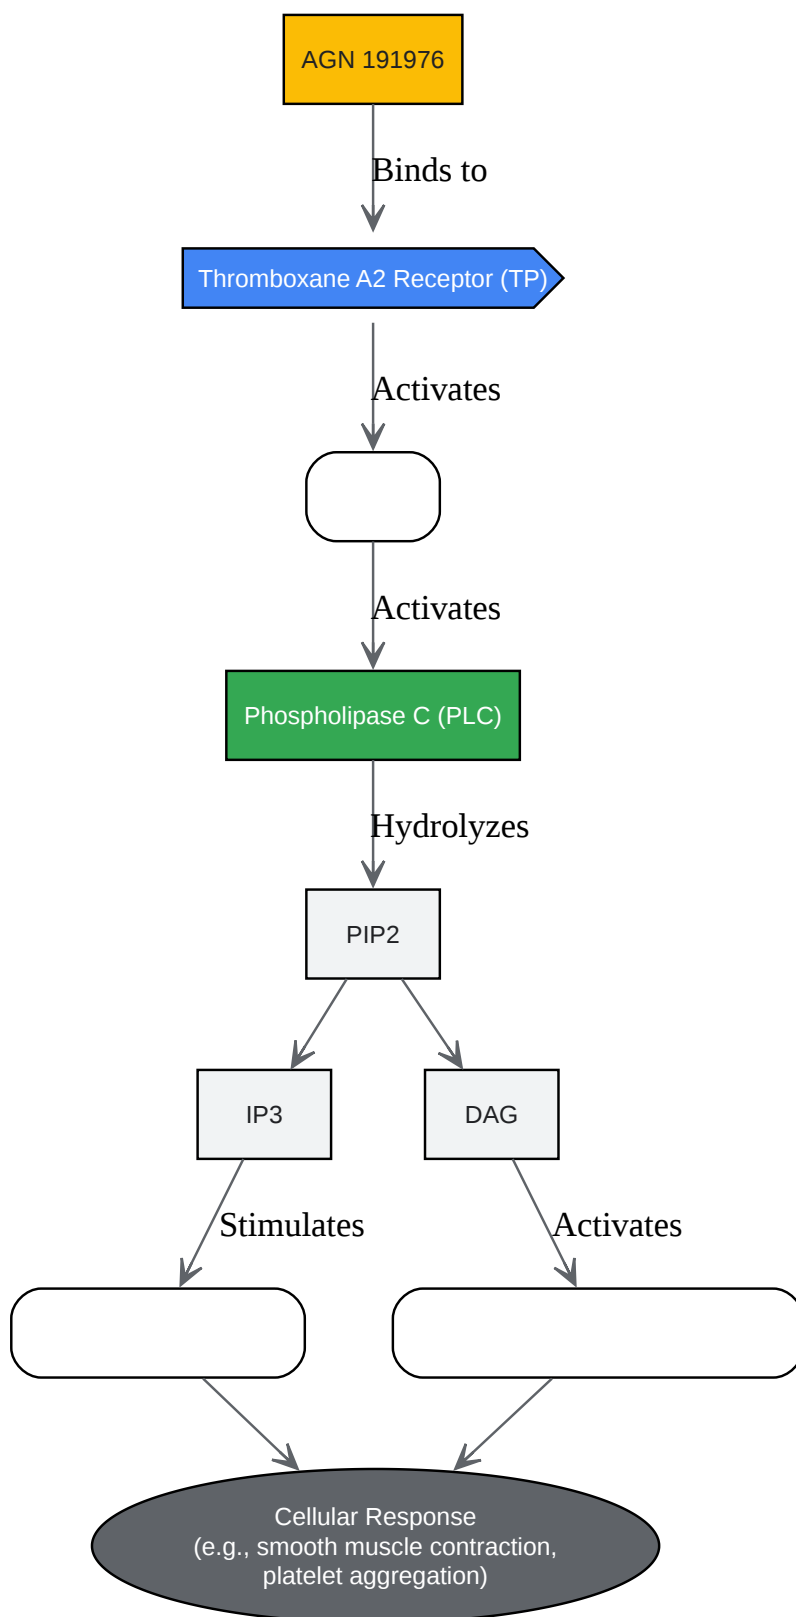 AGN 191976
Binds to
Thromboxane A2 Receptor (TP)
Activates
Activates
Phospholipase C (PLC)
Hydrolyzes
PIP2
IP3
DAG
Stimulates
Activates
Cellular Response
(e.g., smooth muscle contraction,
platelet aggregation)